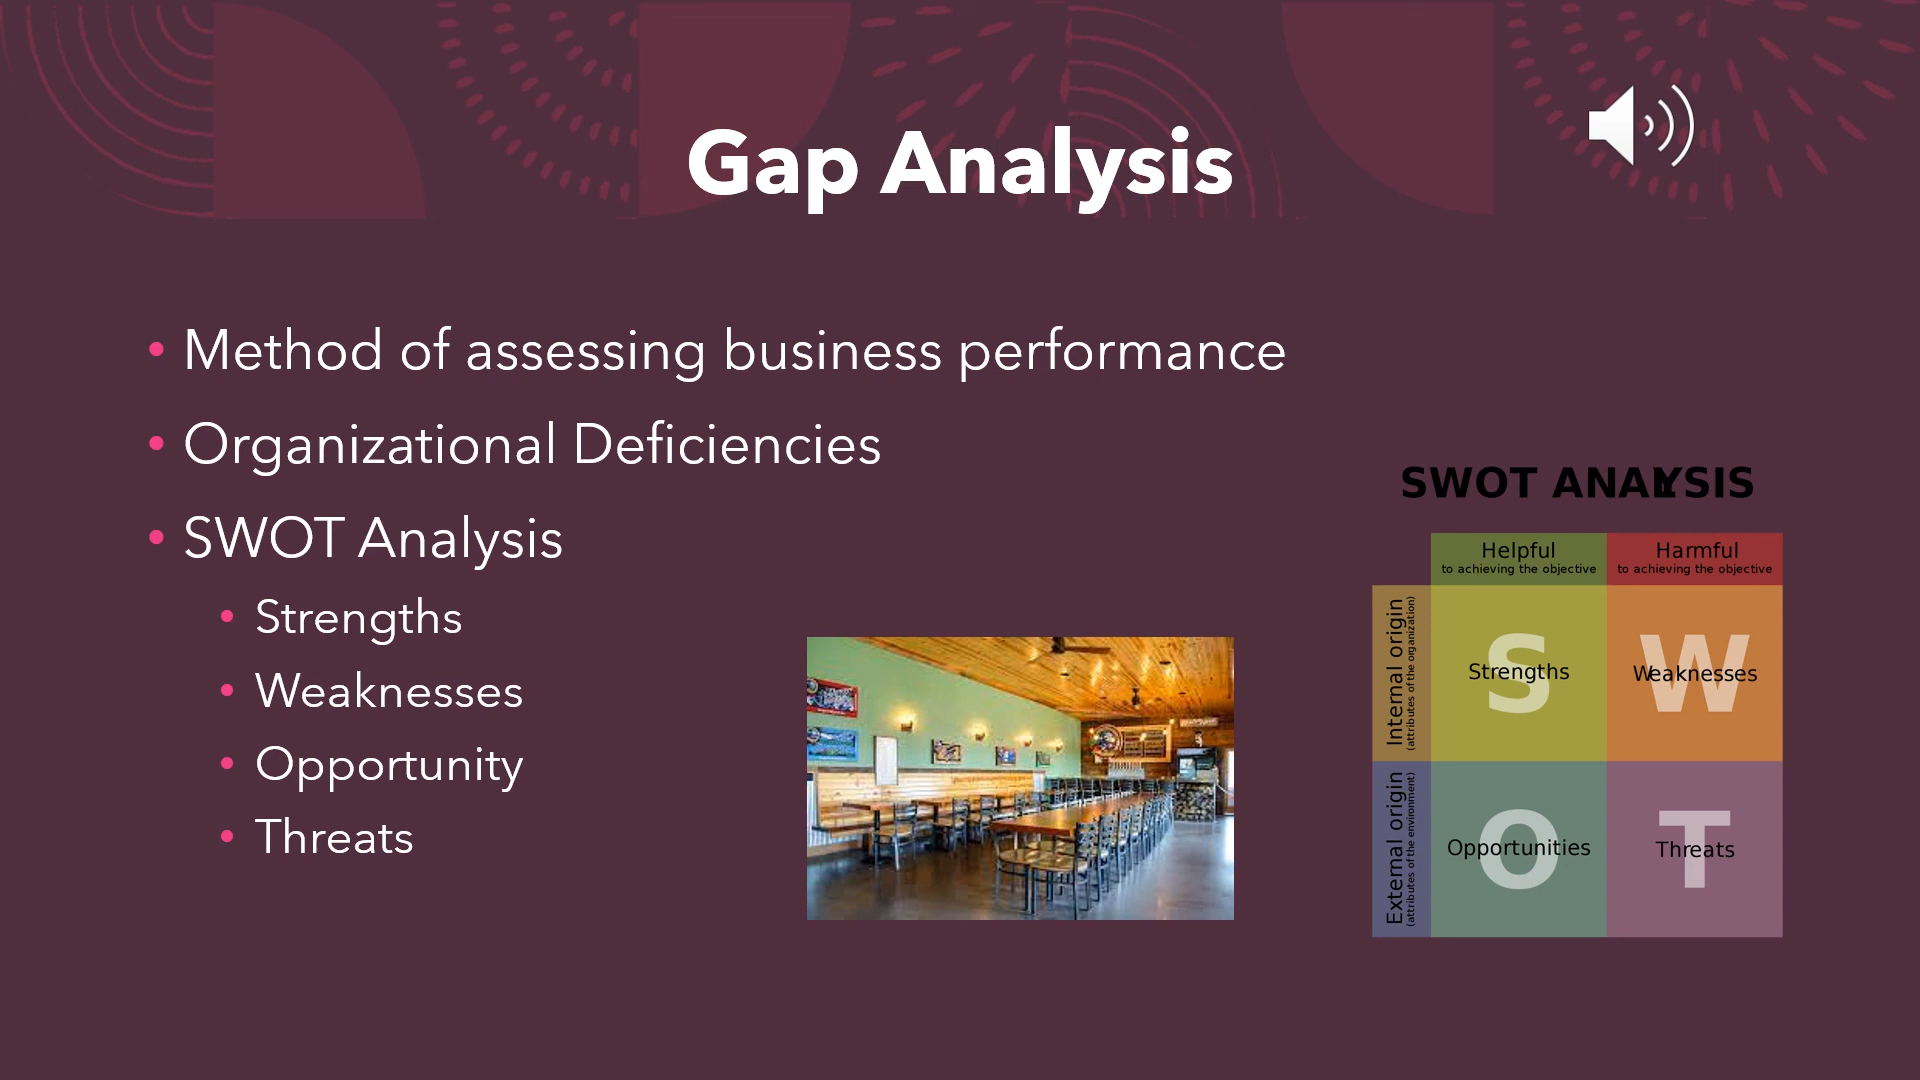 Gap Analysis
• Method of assessing business performance
• Organizational Deficiencies
• SWOT Analysis
• Strengths
• Weaknesses
• Opportunity
• Threats
SWOT ANALYSIS
Helpful
to achieving the objective
Harmful
to achieving the objective
Internal origin
(attributes of the organization)
S
Strengths
W
Weaknesses
External origin
(attributes of the environment)
O
Opportunities
T
Threats